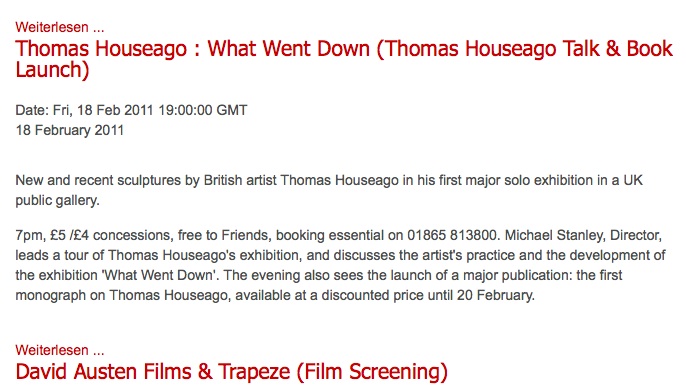 Weiterlesen ...
Thomas Houseago : What Went Down (Thomas Houseago Talk & Book
Launch)
Date: Fri, 18 Feb 2011 19:00:00 GMT
18 February 2011
New and recent sculptures by British artist Thomas Houseago in his first major solo exhibition in a UK
public gallery.
7pm, £5 /£4 concessions, free to Friends, booking essential on 01865 813800. Michael Stanley, Director,
leads a tour of Thomas Houseago's exhibition, and discusses the artist's practice and the development of
the exhibition 'What Went Down'. The evening also sees the launch of a major publication: the first
monograph on Thomas Houseago, available at a discounted price until 20 February.
Weiterlesen ...
David Austen Films & Trapeze (Film Screening)